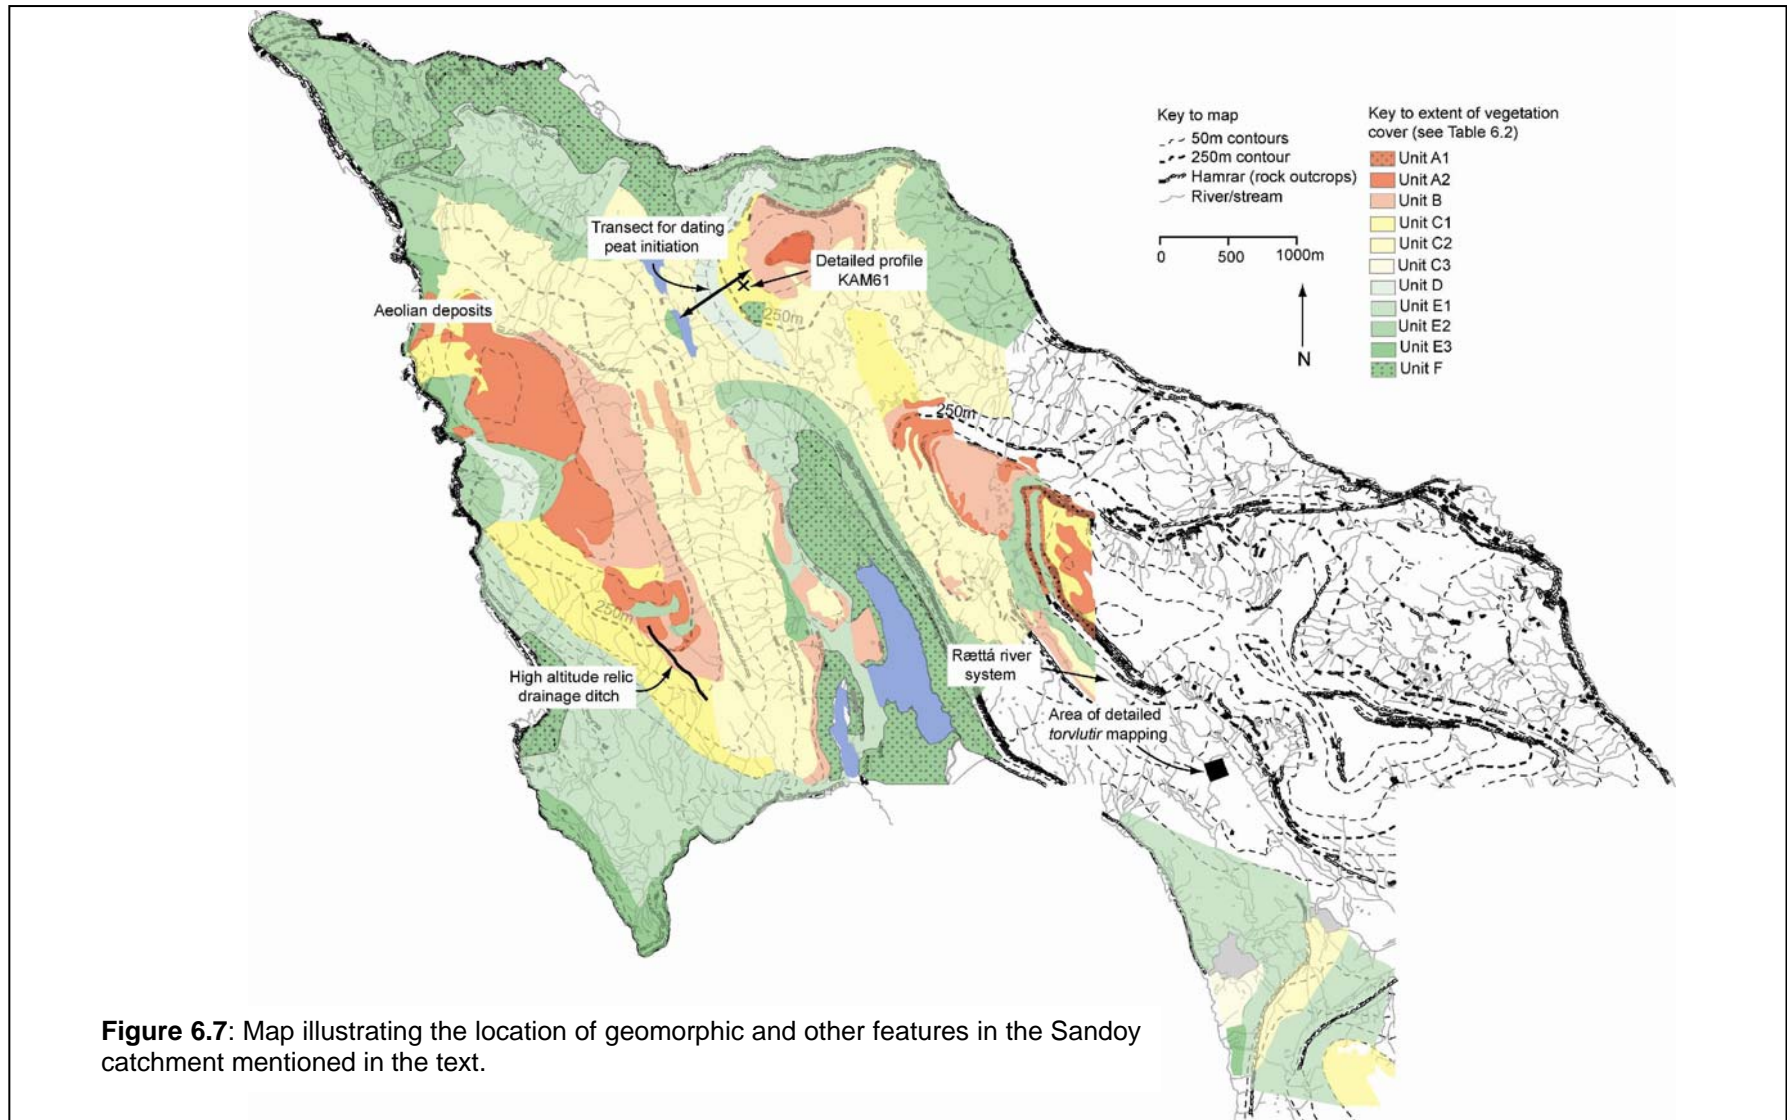 Key to map
50m contours
250m contour
Hamrar (rock outcrops)
River/stream
0 500 1000m
N
Key to extent of vegetation
cover (see Table 6.2)
Unit A1
Unit A2
Unit B
Unit C1
Unit C2
Unit C3
Unit D
Unit E1
Unit E2
Unit E3
Unit F
Transect for dating
peat initiation
Detailed profile
KAM61
250m
Aeolian deposits
250m
250m
High altitude relic
drainage ditch
Rættá river
system
Area of detailed
torvlutir mapping
Figure 6.7: Map illustrating the location of geomorphic and other features in the Sandoy
catchment mentioned in the text.